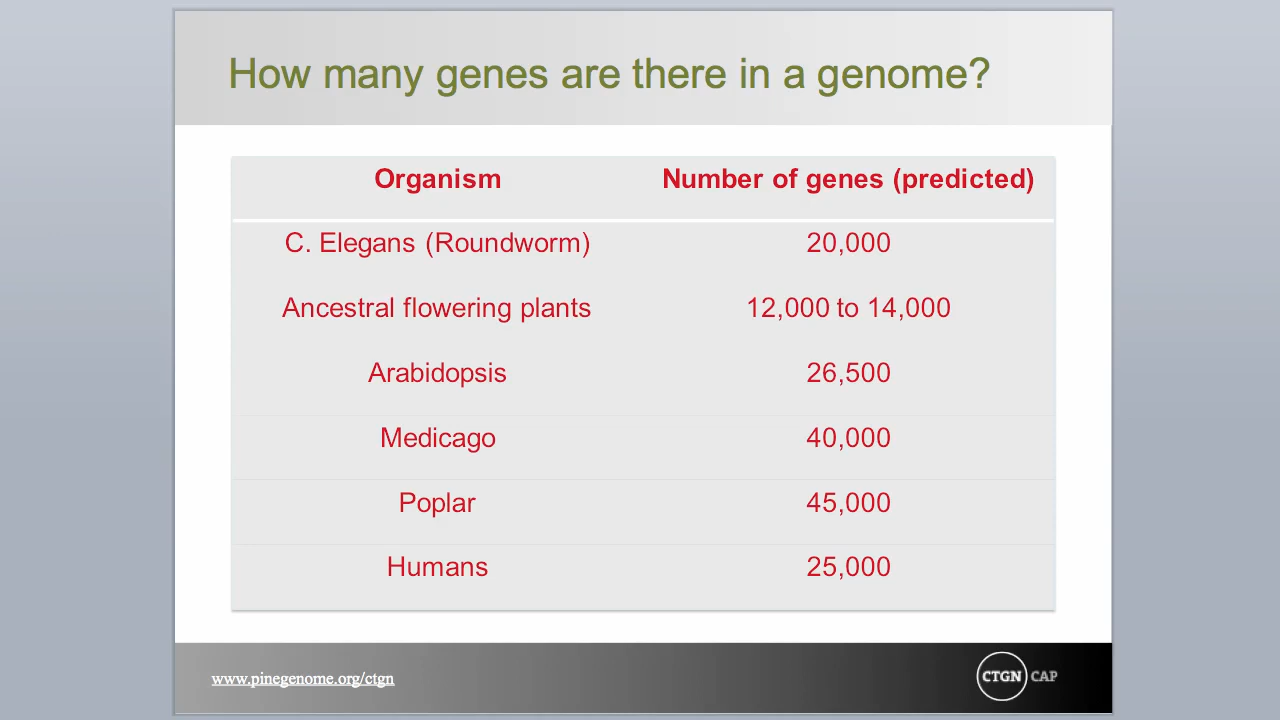 How many genes are there in a genome?
Organism Number of genes (predicted)
C. Elegans (Roundworm) 20,000
Ancestral flowering plants 12,000 to 14,000
Arabidopsis 26,500
Medicago 40,000
Poplar 45,000
Humans 25,000
www.pinegenome.org/ctgn CTGN CAP